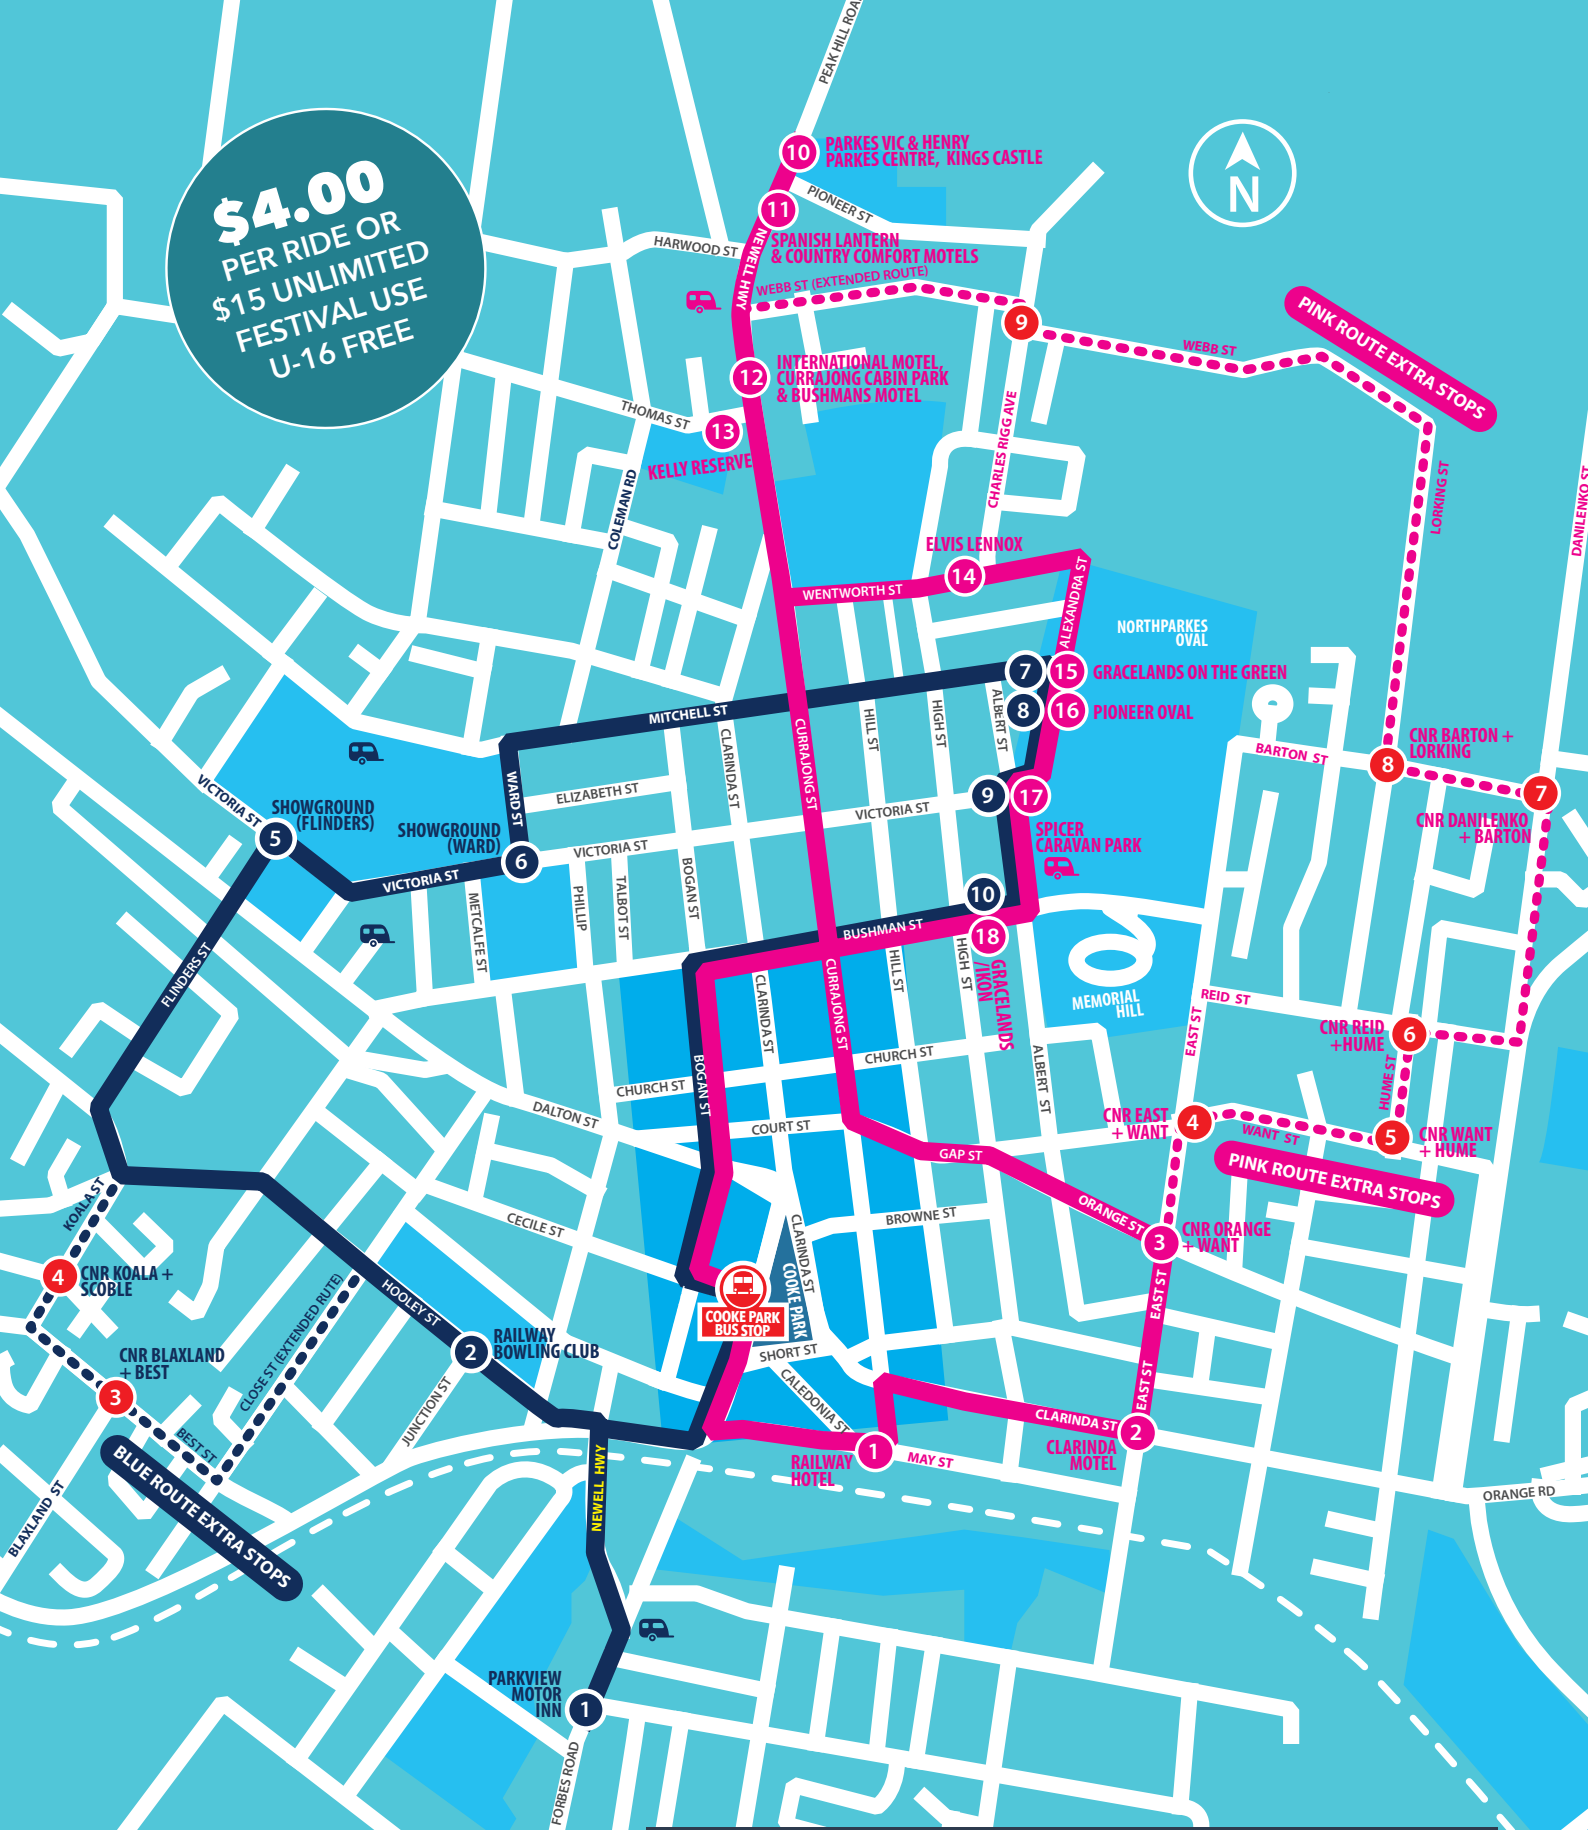 PEAK HILL ROA
$4.00
PER RIDE OR
$15 UNLIMITED
FESTIVAL USE
U-16 FREE
10
PARKES VIC & HENRY
PARKES CENTRE, KINGS CASTLE
N
PIONEER ST
11
HARWOOD ST
NEWELL HWY
SPANISH LANTERN
& COUNTRY COMFORT MOTELS
WEBB ST (EXTENDED ROUTE)
9
WEBB ST
PINK ROUTE EXTRA STOPS
12
INTERNATIONAL MOTEL,
CURRAJONG CABIN PARK
& BUSHMANS MOTEL
THOMAS ST
13
KELLY RESERVE
CHARLES RIGG AVE
COLEMAN RD
LORKING ST
DANILENKO ST
ELVIS LENNOX
14
WENTWORTH ST
ALEXANDRA ST
NORTHPARKES
OVAL
7
15
GRACELANDS ON THE GREEN
8
16
PIONEER OVAL
MITCHELL ST
CURRAJONG ST
HILL ST
HIGH ST
ALBERT ST
CLARINDA ST
BARTON ST
CNR BARTON +
LORKING
8
7
CNR DANILENKO
+ BARTON
VICTORIA ST
SHOWGROUND
(FLINDERS)
5
WARD ST
ELIZABETH ST
SHOWGROUND
(WARD)
6
VICTORIA ST
VICTORIA ST
VICTORIA ST
9
17
SPICER
CARAVAN PARK
METCALFE ST
PHILLIP
TALBOT ST
BOGAN ST
10
BUSHMAN ST
18
GRACELANDS
/IKON
HILL ST
HIGH ST
CURRAJONG ST
CLARINDA ST
FLINDERS ST
MEMORIAL
HILL
REID ST
EAST ST
CNR REID
+HUME
6
HUME ST
CHURCH ST
CHURCH ST
BOGAN ST
ALBERT ST
DALTON ST
COURT ST
GAP ST
CNR EAST
+ WANT
4
WANT ST
5
CNR WANT
+ HUME
PINK ROUTE EXTRA STOPS
ORANGE ST
3
CNR ORANGE
+ WANT
KOALA ST
CECILE ST
BROWNE ST
CLARINDA ST
COOKE PARK
4
CNR KOALA +
SCOBLE
COOKE PARK
BUS STOP
HOOLEY ST
CLOSE ST (EXTENDED RUTE)
2
RAILWAY
BOWLING CLUB
SHORT ST
CALEDONIA ST
EAST ST
EAST ST
CNR BLAXLAND
+ BEST
3
BEST ST
JUNCTION ST
BLUE ROUTE EXTRA STOPS
BLAXLAND ST
NEWELL HWY
RAILWAY
HOTEL
1
MAY ST
CLARINDA ST
2
CLARINDA
MOTEL
ORANGE RD
PARKVIEW
MOTOR
INN
1
FORBES ROAD